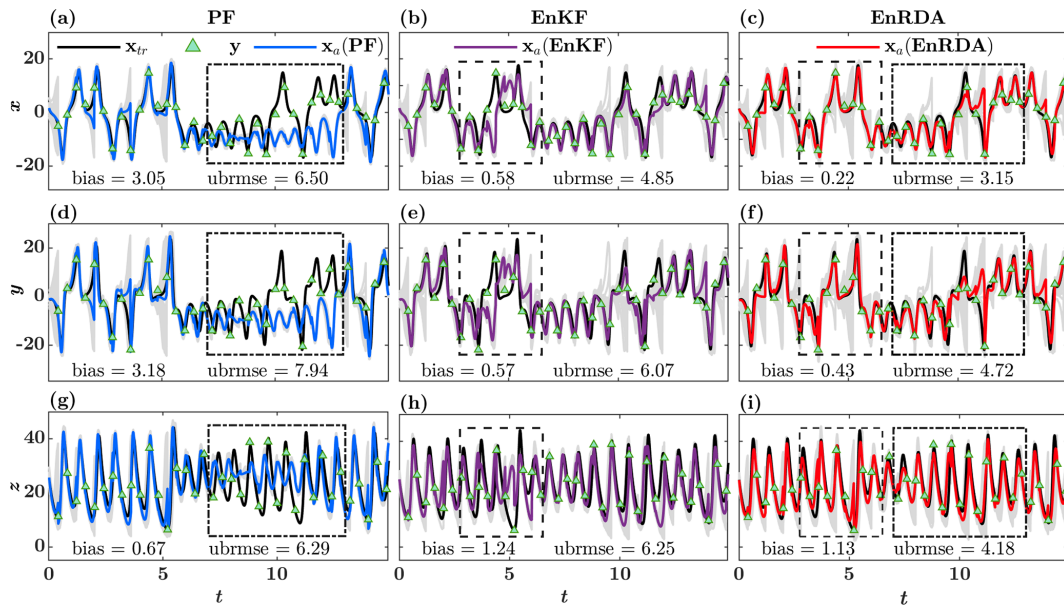 PF EnKF EnRDA
(a) (b) (c)
x_tr y x_a(PF) x_a(EnKF) x_a(EnRDA)
20
0
-20
x
bias = 3.05 ubrmse = 6.50 bias = 0.58 ubrmse = 4.85 bias = 0.22 ubrmse = 3.15
(d) (e) (f)
20
0
-20
y
bias = 3.18 ubrmse = 7.94 bias = 0.57 ubrmse = 6.07 bias = 0.43 ubrmse = 4.72
(g) (h) (i)
40
20
0
z
bias = 0.67 ubrmse = 6.29 bias = 1.24 ubrmse = 6.25 bias = 1.13 ubrmse = 4.18
0 5 10 0 5 10 0 5 10
t t t